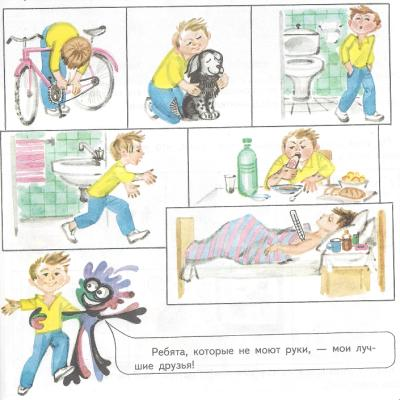 Ребята, которые не моют руки, — мои луч-
шие друзья!